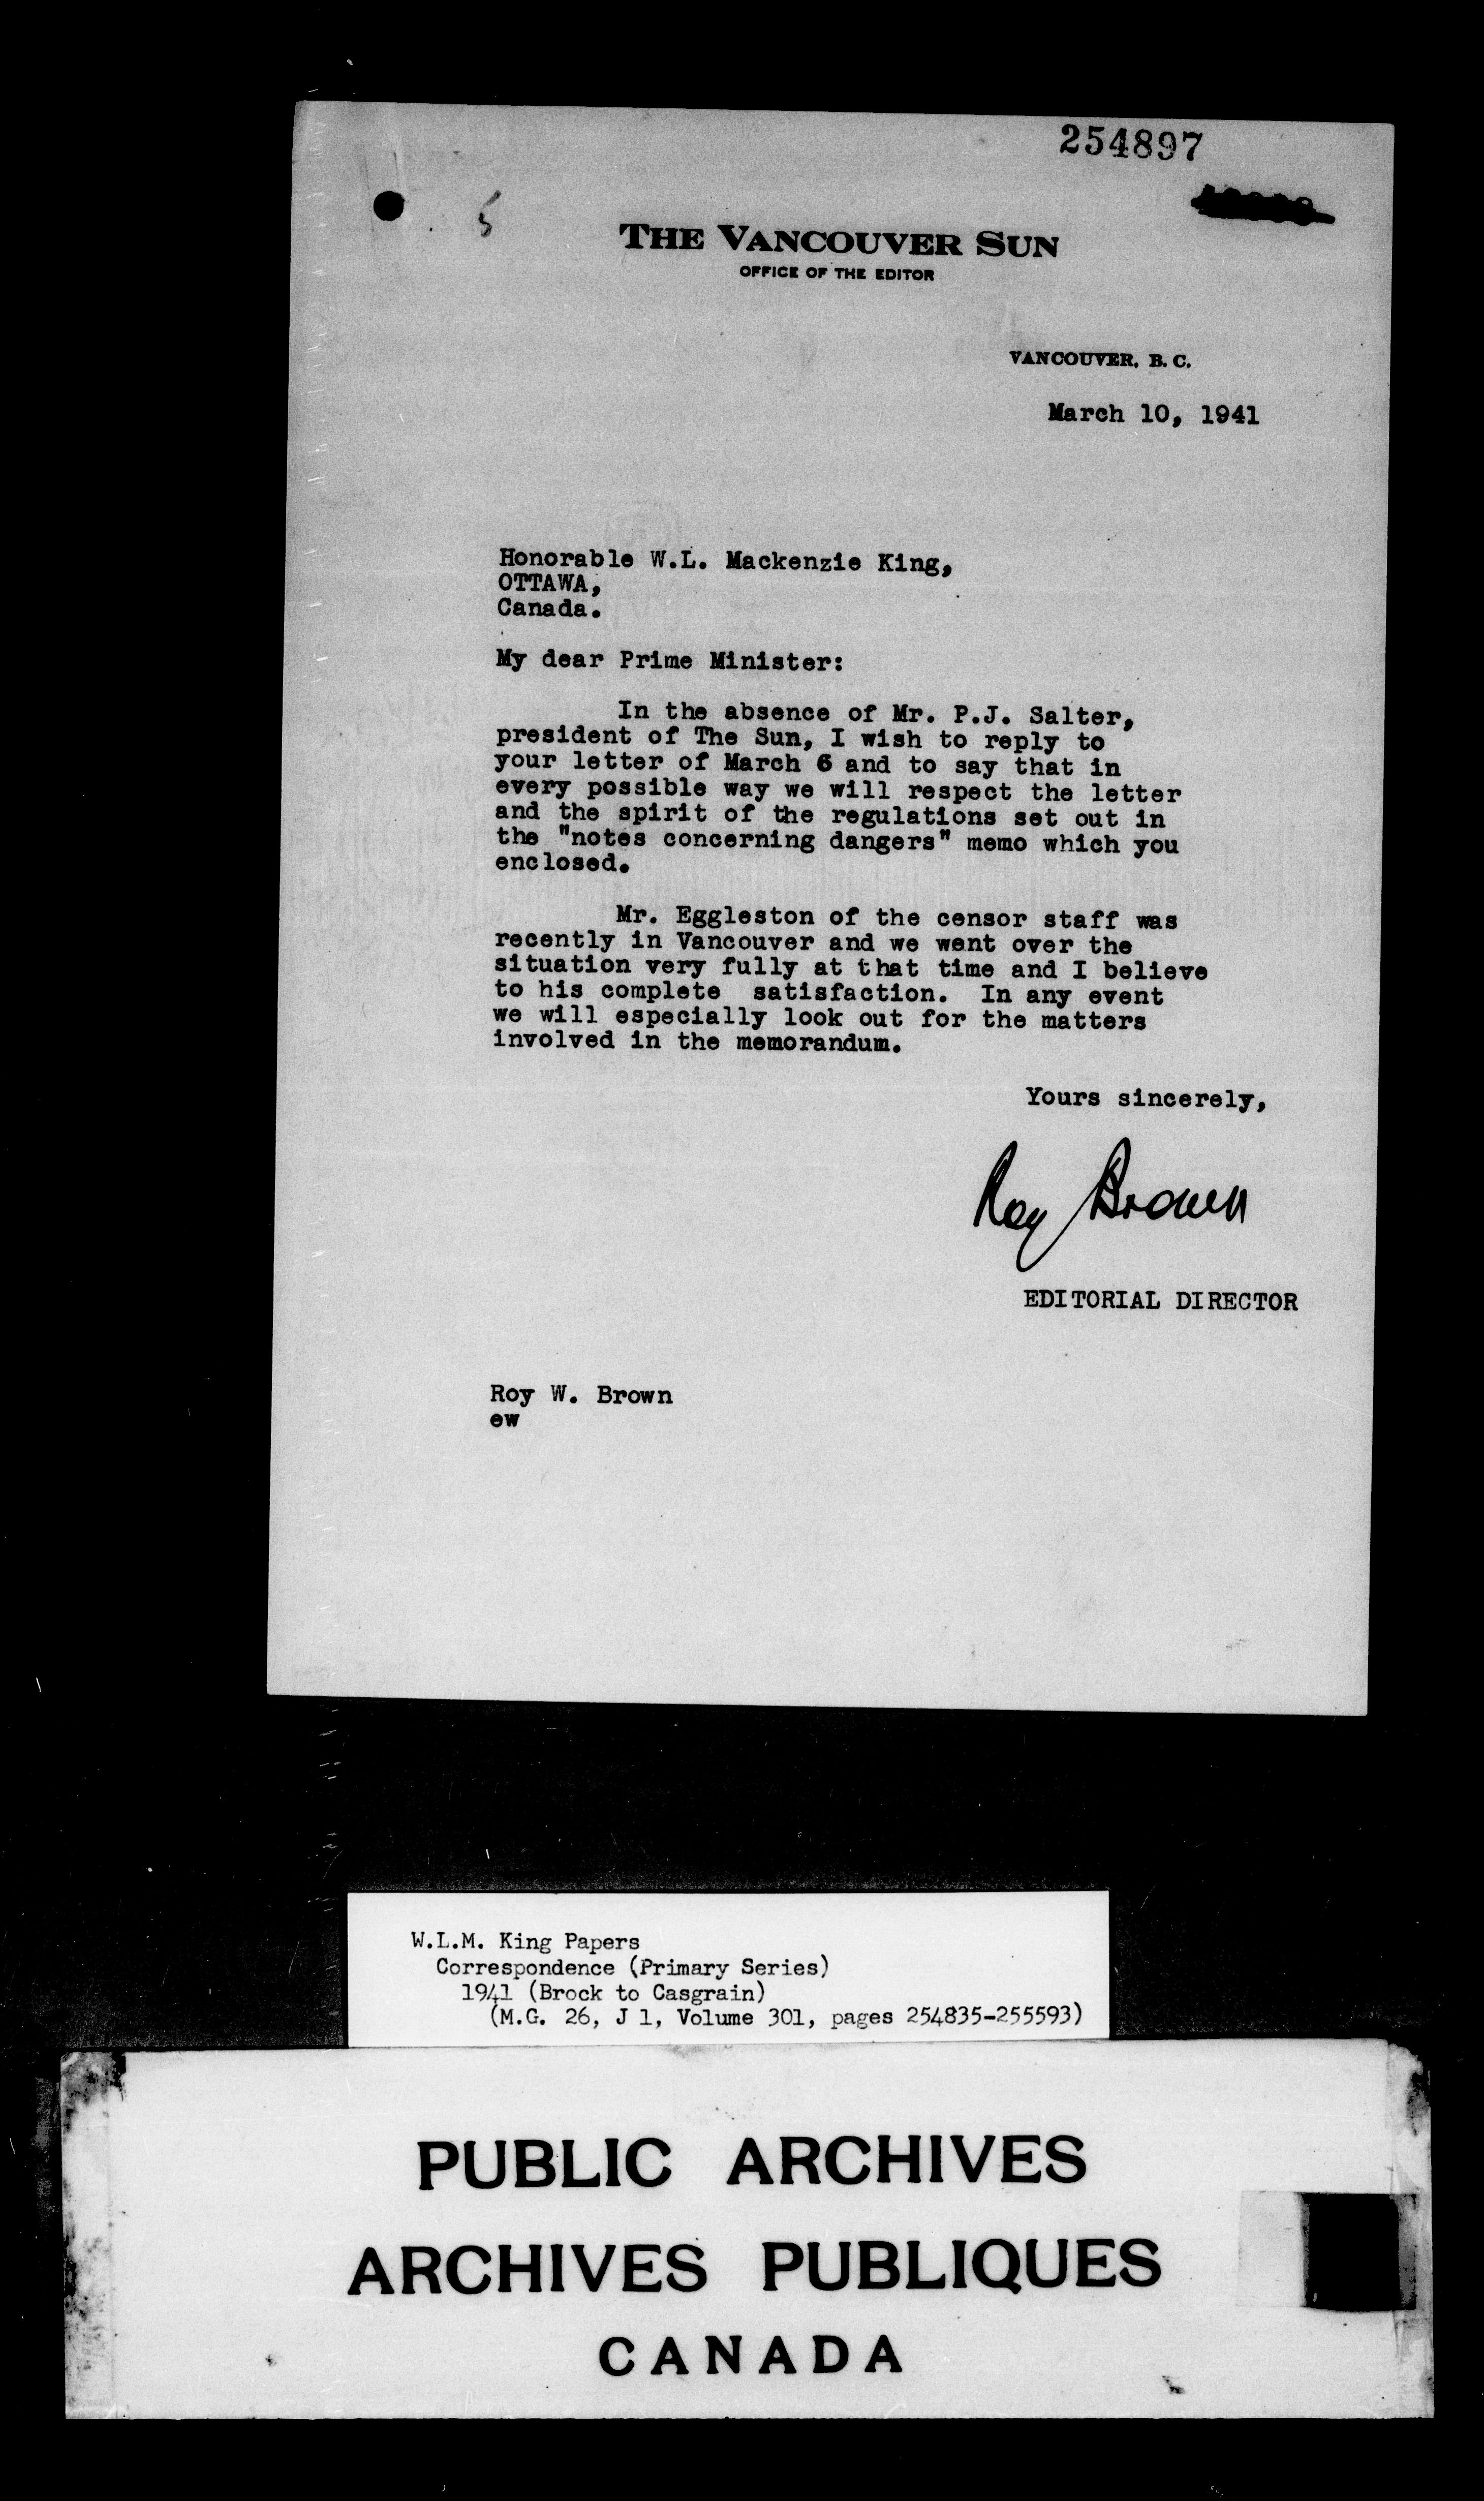 254897
5
THE VANCOUVER SUN
OFFICE OF THE EDITOR
VANCOUVER, B. C.
March 10, 1941
Honorable W.L. Mackenzie King,
OTTAWA,
Canada.
My dear Prime Minister:
In the absence of Mr. P.J. Salter,
president of The Sun, I wish to reply to
your letter of March 6 and to say that in
every possible way we will respect the letter
and the spirit of the regulations set out in
the "notes concerning dangers" memo which you
enclosed.
Mr. Eggleston of the censor staff was
recently in Vancouver and we went over the
situation very fully at that time and I believe
to his complete satisfaction. In any event
we will especially look out for the matters
involved in the memorandum.
Yours sincerely,
Roy Brown
EDITORIAL DIRECTOR
Roy W. Brown
ew
W.L.M. King Papers
Correspondence (Primary Series)
1941 (Brock to Casgrain)
(M.G. 26, J 1, Volume 301, pages 254835-255593)
PUBLIC ARCHIVES
ARCHIVES PUBLIQUES
CANADA